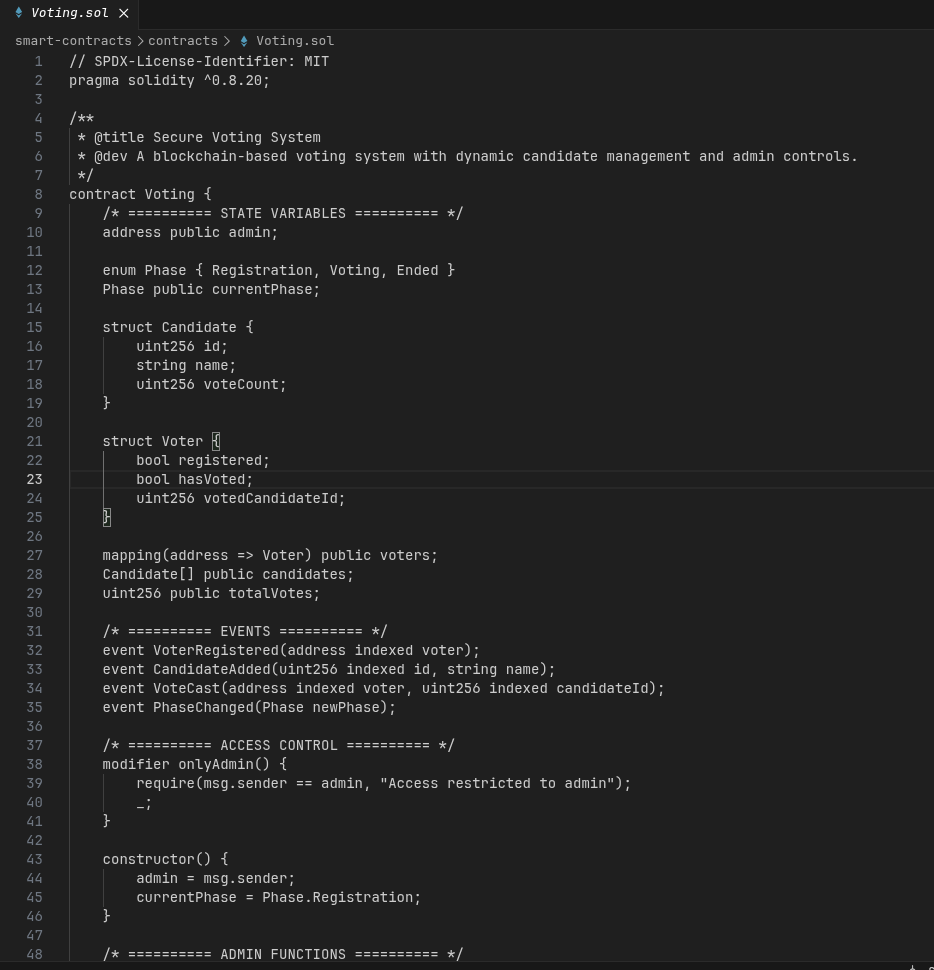 Voting.sol
smart-contracts > contracts > Voting.sol
1 // SPDX-License-Identifier: MIT
2 pragma solidity ^0.8.20;
3
4 /**
5  * @title Secure Voting System
6  * @dev A blockchain-based voting system with dynamic candidate management and admin controls.
7  */
8 contract Voting {
9     /* ========== STATE VARIABLES ========== */
10     address public admin;
11
12     enum Phase { Registration, Voting, Ended }
13     Phase public currentPhase;
14
15     struct Candidate {
16         uint256 id;
17         string name;
18         uint256 voteCount;
19     }
20
21     struct Voter {
22         bool registered;
23         bool hasVoted;
24         uint256 votedCandidateId;
25     }
26
27     mapping(address => Voter) public voters;
28     Candidate[] public candidates;
29     uint256 public totalVotes;
30
31     /* ========== EVENTS ========== */
32     event VoterRegistered(address indexed voter);
33     event CandidateAdded(uint256 indexed id, string name);
34     event VoteCast(address indexed voter, uint256 indexed candidateId);
35     event PhaseChanged(Phase newPhase);
36
37     /* ========== ACCESS CONTROL ========== */
38     modifier onlyAdmin() {
39         require(msg.sender == admin, "Access restricted to admin");
40         _;
41     }
42
43     constructor() {
44         admin = msg.sender;
45         currentPhase = Phase.Registration;
46     }
47
48     /* ========== ADMIN FUNCTIONS ========== */